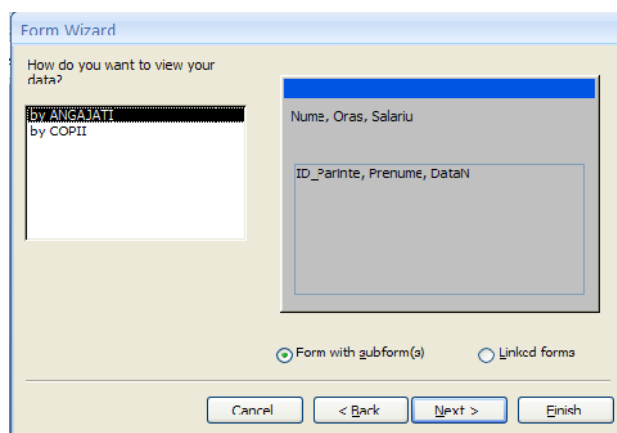 Form Wizard
How do you want to view your
data?
by ANGAJATI
by COPII
Nume, Oras, Salariu
ID_Parinte, Prenume, DataN
Form with subform(s)
Linked forms
Cancel
< Back
Next >
Finish